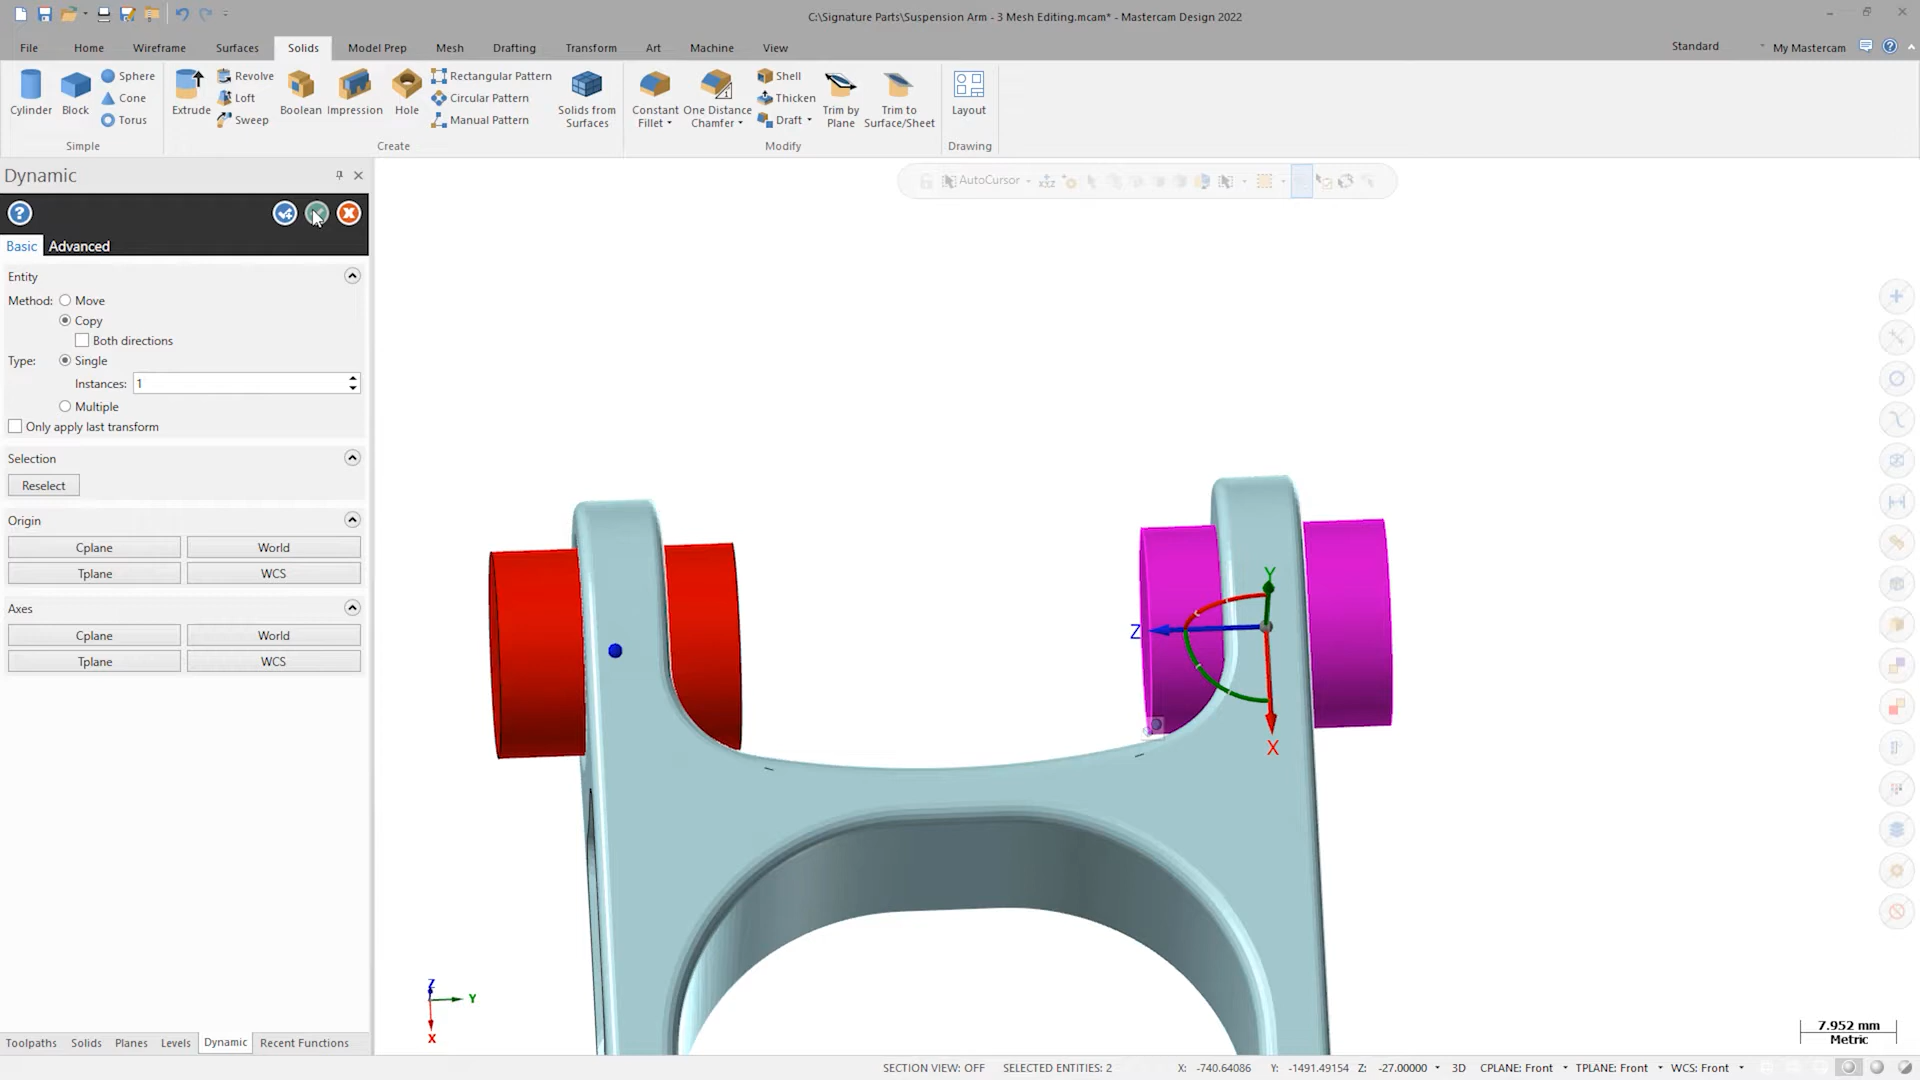 C:\Signature Parts\Suspension Arm - 3 Mesh Editing.mcam* - Mastercam Design 2022
File Home Wireframe Surfaces Solids Model Prep Mesh Drafting Transform Art Machine View Standard My Mastercam
Cylinder
Block
Sphere
Cone
Torus
Simple
Extrude
Revolve
Loft
Sweep
Boolean
Impression
Hole
Rectangular Pattern
Circular Pattern
Manual Pattern
Solids from Surfaces
Create
Constant Fillet
One Distance Chamfer
Shell
Thicken
Draft
Trim by Plane
Trim to Surface/Sheet
Modify
Layout
Drawing
Dynamic
AutoCursor
Basic Advanced
Entity
Method: Move
Copy
Both directions
Type: Single
Instances: 1
Multiple
Only apply last transform
Selection
Reselect
Origin
Cplane World
Tplane WCS
Axes
Cplane World
Tplane WCS
Y
Z
X
Z
Y
X
7.952 mm
Metric
Toolpaths Solids Planes Levels Dynamic Recent Functions
SECTION VIEW: OFF SELECTED ENTITIES: 2 X: -740.64086 Y: -1491.49154 Z: -27.00000 3D CPLANE: Front TPLANE: Front WCS: Front